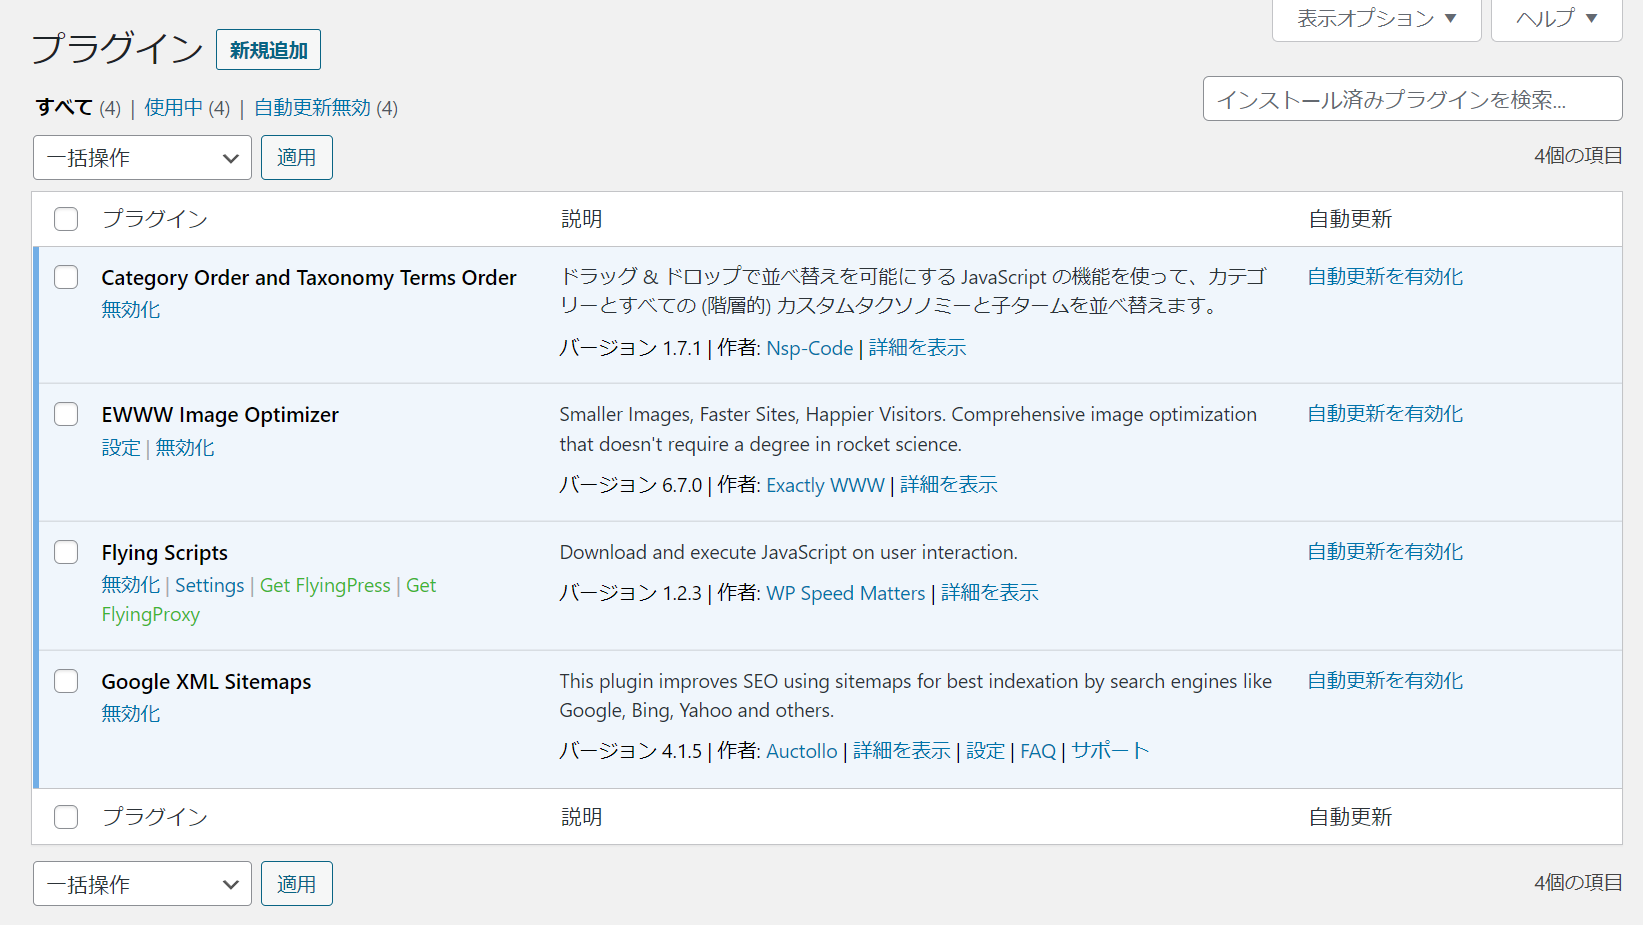 表示オプション ▼
ヘルプ ▼
プラグイン 新規追加
すべて (4) | 使用中 (4) | 自動更新無効 (4)
インストール済みプラグインを検索...
一括操作 適用
4個の項目
プラグイン 説明 自動更新
Category Order and Taxonomy Terms Order
無効化
ドラッグ & ドロップで並べ替えを可能にする JavaScript の機能を使って、カテゴ
リーとすべての (階層的) カスタムタクソノミーと子タームを並べ替えます。
バージョン 1.7.1 | 作者: Nsp-Code | 詳細を表示
自動更新を有効化
EWWW Image Optimizer
設定 | 無効化
Smaller Images, Faster Sites, Happier Visitors. Comprehensive image optimization
that doesn't require a degree in rocket science.
バージョン 6.7.0 | 作者: Exactly WWW | 詳細を表示
自動更新を有効化
Flying Scripts
無効化 | Settings | Get FlyingPress | Get
FlyingProxy
Download and execute JavaScript on user interaction.
バージョン 1.2.3 | 作者: WP Speed Matters | 詳細を表示
自動更新を有効化
Google XML Sitemaps
無効化
This plugin improves SEO using sitemaps for best indexation by search engines like
Google, Bing, Yahoo and others.
バージョン 4.1.5 | 作者: Auctollo | 詳細を表示 | 設定 | FAQ | サポート
自動更新を有効化
プラグイン 説明 自動更新
一括操作 適用
4個の項目